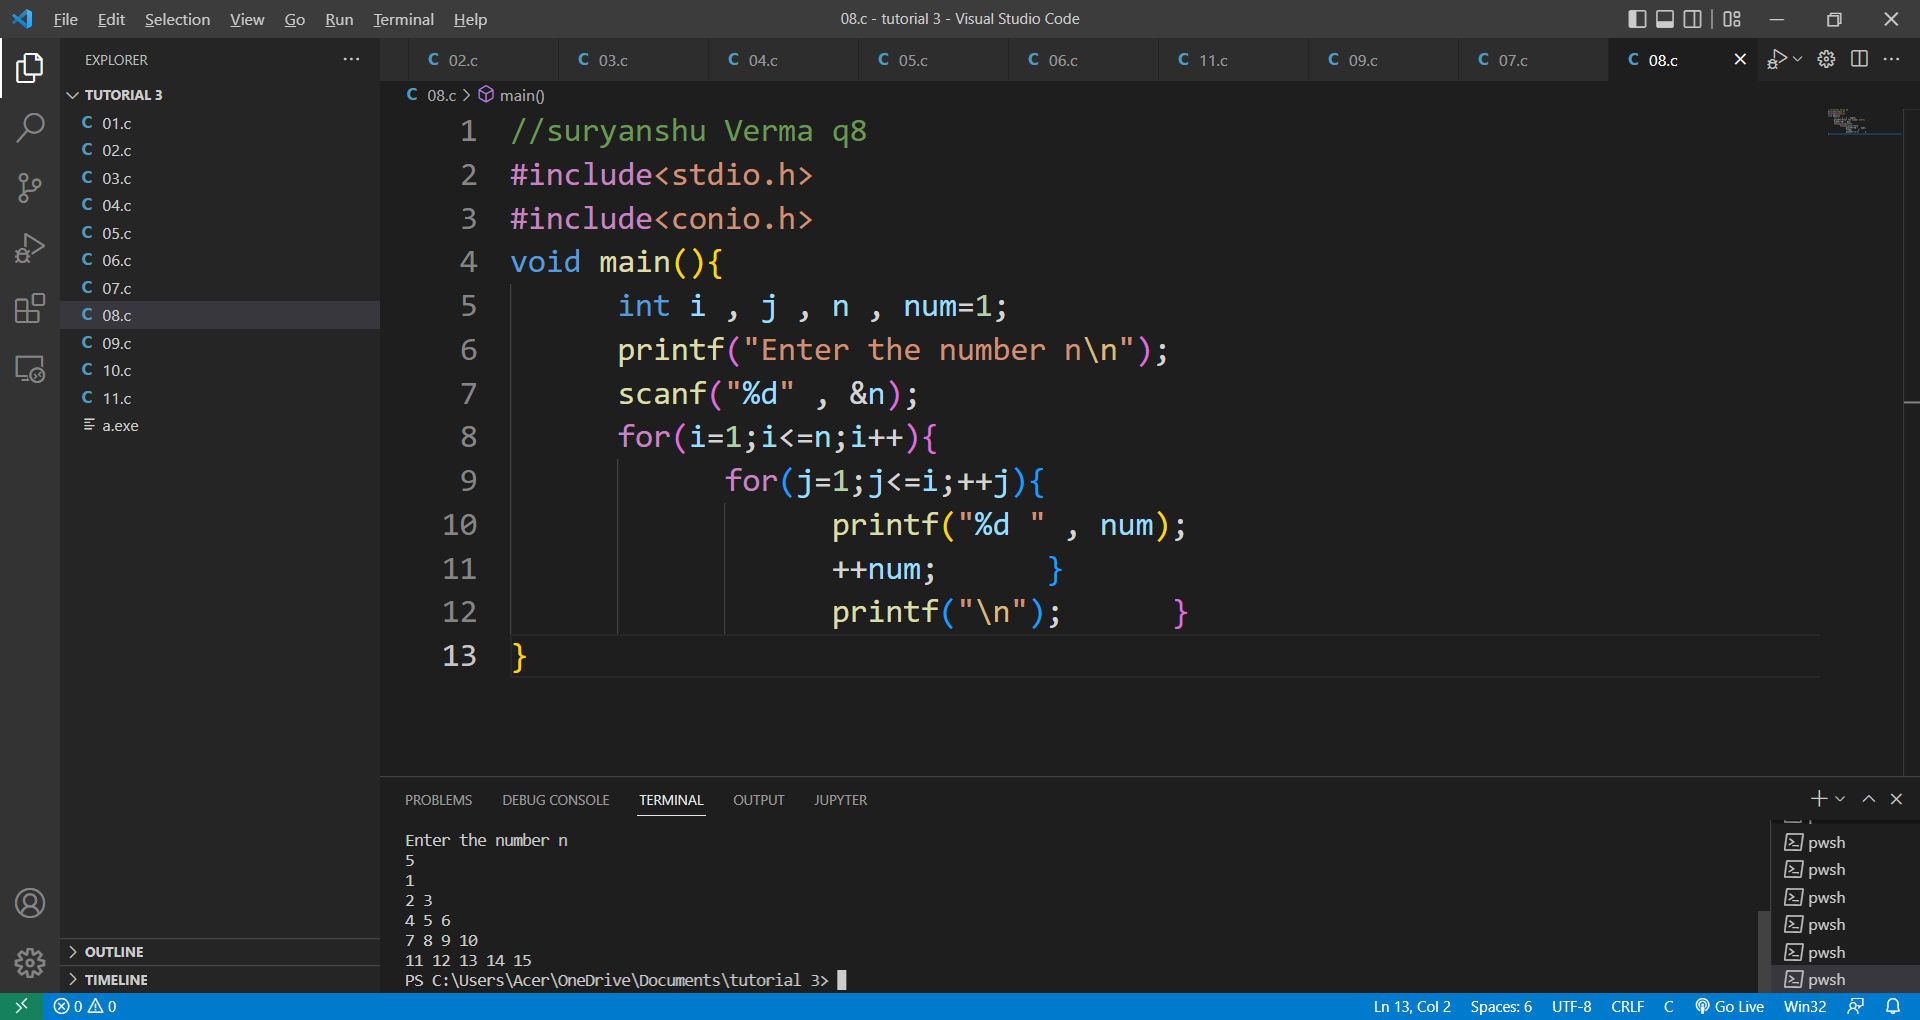 File Edit Selection View Go Run Terminal Help
08.c - tutorial 3 - Visual Studio Code
EXPLORER
02.c 03.c 04.c 05.c 06.c 11.c 09.c 07.c 08.c
TUTORIAL 3
01.c
02.c
03.c
04.c
05.c
06.c
07.c
08.c
09.c
10.c
11.c
a.exe
OUTLINE
TIMELINE
08.c > main()
1 //suryanshu Verma q8
2 #include<stdio.h>
3 #include<conio.h>
4 void main(){
5 int i , j , n , num=1;
6 printf("Enter the number n\n");
7 scanf("%d" , &n);
8 for(i=1;i<=n;i++){
9 for(j=1;j<=i;++j){
10 printf("%d " , num);
11 ++num; }
12 printf("\n"); }
13 }
PROBLEMS DEBUG CONSOLE TERMINAL OUTPUT JUPYTER
Enter the number n
5
1
2 3
4 5 6
7 8 9 10
11 12 13 14 15
PS C:\Users\Acer\OneDrive\Documents\tutorial 3>
pwsh
pwsh
pwsh
pwsh
pwsh
pwsh
0 0 Ln 13, Col 2 Spaces: 6 UTF-8 CRLF C Go Live Win32